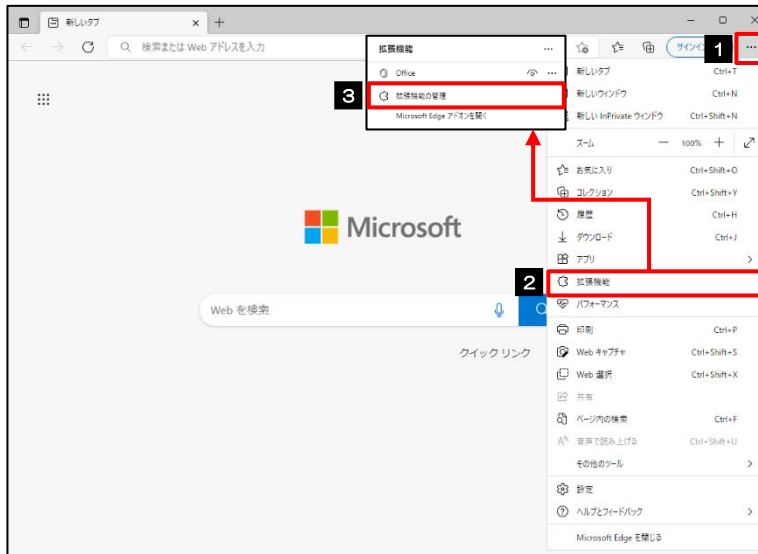 新しいタブ
検索または Web アドレスを入力
サインイン
1
拡張機能
Office
3
拡張機能の管理
Microsoft Edge アドオンを開く
新しいタブ Ctrl+T
新しいウィンドウ Ctrl+N
新しい InPrivate ウィンドウ Ctrl+Shift+N
ズーム 100%
お気に入り Ctrl+Shift+O
コレクション Ctrl+Shift+Y
履歴 Ctrl+H
ダウンロード Ctrl+J
アプリ
2
拡張機能
パフォーマンス
印刷 Ctrl+P
Web キャプチャ Ctrl+Shift+S
Web 選択 Ctrl+Shift+X
共有
ページ内の検索 Ctrl+F
音声で読み上げる Ctrl+Shift+U
その他のツール
設定
ヘルプとフィードバック
Microsoft Edge を閉じる
Microsoft
Web を検索
クイック リンク